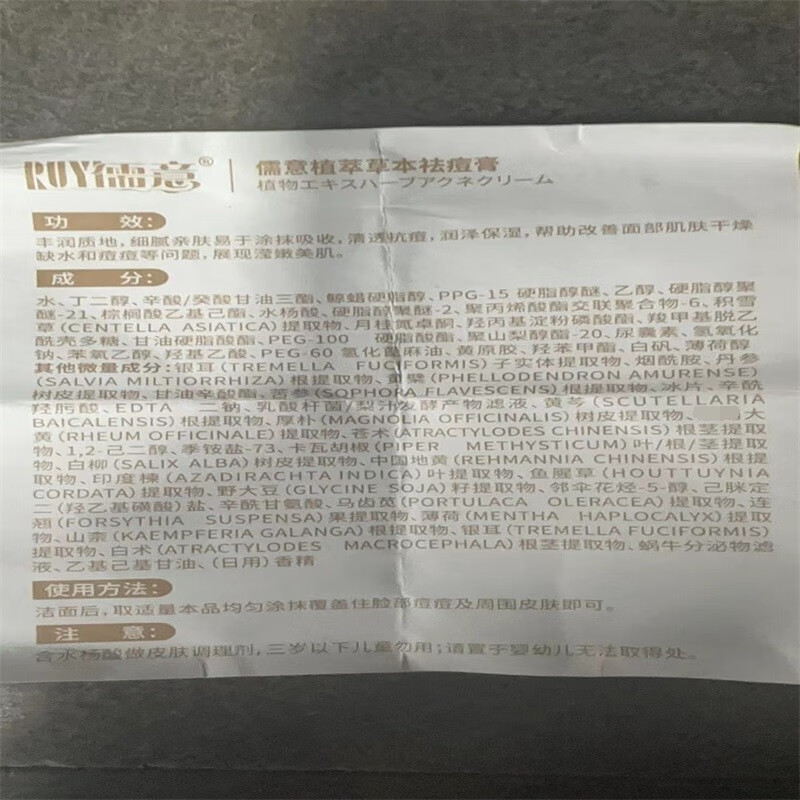 RUYI儒意® 儒意植萃草本祛痘膏
植物エキスハーブアクネクリーム
功 效:
丰润质地,細腻亲肤易于涂抹吸收,清透抗痘,润泽保湿,帮助改善面部肌肤干燥
缺水和痘痘等问题,展现滢嫩美肌。
成 分:
水、丁二醇、辛酸/癸酸甘油三酯、鲸蜡硬脂醇、PPG-15 硬脂醇醚、乙醇、硬脂醇聚
醚-21、棕榈酸乙基己酯、水杨酸、硬脂醇聚醚-2、聚丙烯酸酯交联聚合物-6、积雪
草(CENTELLA ASIATICA)提取物、月桂氮卓酮、羟丙基淀粉磷酸酯、羧甲基脱乙
酰壳多糖、甘油硬脂酸酯、PEG-100 硬脂酸酯、聚山梨醇酯-20、尿囊素、氢氧化
钠、苯氧乙醇、羟基乙酸、PEG-60 氢化蓖麻油、黄原胶、羟苯甲酯、白矾、薄荷醇
其他微量成分:银耳(TREMELLA FUCIFORMIS)子实体提取物、烟酰胺、丹参
(SALVIA MILTIORRHIZA)根提取物、黄檗(PHELLODENDRON AMURENSE)
树皮提取物、甘油辛酸酯、苦参(SOPHORA FLAVESCENS)根提取物、冰片、辛酰
羟肟酸、EDTA 二钠、乳酸杆菌/梨汁发酵产物滤液、黄芩(SCUTELLARIA
BAICALENSIS)根提取物、厚朴(MAGNOLIA OFFICINALIS)树皮提取物、大
黄(RHEUM OFFICINALE)提取物、苍术(ATRACTYLODES CHINENSIS)根茎提取
物、1,2-己二醇、季铵盐-73、卡瓦胡椒(PIPER METHYSTICUM)叶/根/茎提取
物、白柳(SALIX ALBA)树皮提取物、中国地黄(REHMANNIA CHINENSIS)根提
取物、印度楝(AZADIRACHTA INDICA)叶提取物、鱼腥草(HOUTTUYNIA
CORDATA)提取物、野大豆(GLYCINE SOJA)籽提取物、邻伞花烃-5-醇、己脒定
二(羟乙基磺酸)盐、辛酰甘氨酸、马齿苋(PORTULACA OLERACEA)提取物、连
翘(FORSYTHIA SUSPENSA)果提取物、薄荷(MENTHA HAPLOCALYX)提取
物、山柰(KAEMPFERIA GALANGA)根提取物、银耳(TREMELLA FUCIFORMIS)
提取物、白术(ATRACTYLODES MACROCEPHALA)根茎提取物、蜗牛分泌物滤
液、乙基己基甘油、(日用)香精
使用方法:
洁面后,取适量本品均匀涂抹覆盖住脸部痘痘及周围皮肤即可。
注 意:
含水杨酸做皮肤调理剂,三岁以下儿童勿用;请置于婴幼儿无法取得处。